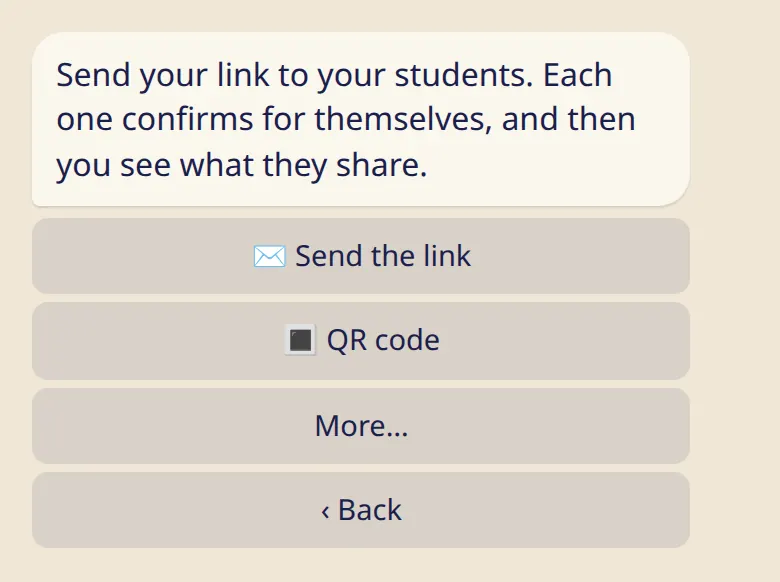 Send your link to your students. Each
one confirms for themselves, and then
you see what they share.
✉️ Send the link
🔳 QR code
More...
‹ Back